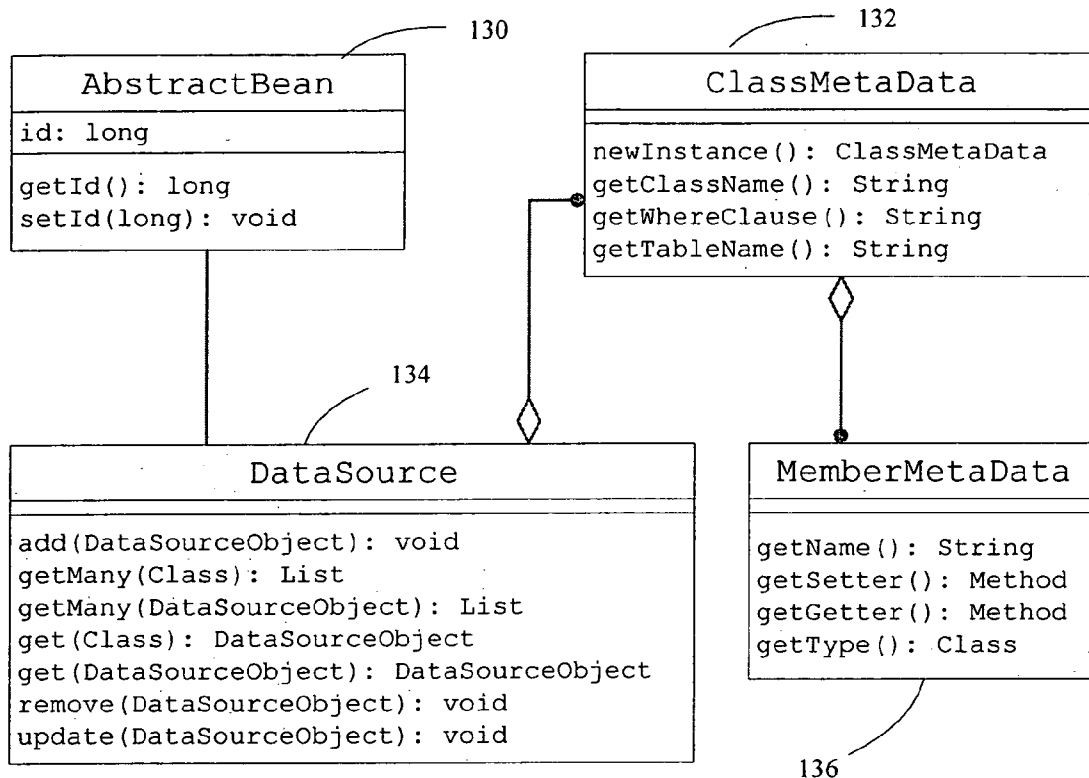 130
AbstractBean
id: long
getId(): long
setId(long): void
132
ClassMetaData
newInstance(): ClassMetaData
getClassName(): String
getWhereClause(): String
getTableName(): String
134
DataSource
add(DataSourceObject): void
getMany(Class): List
getMany(DataSourceObject): List
get(Class): DataSourceObject
get(DataSourceObject): DataSourceObject
remove(DataSourceObject): void
update(DataSourceObject): void
MemberMetaData
getName(): String
getSetter(): Method
getGetter(): Method
getType(): Class
136